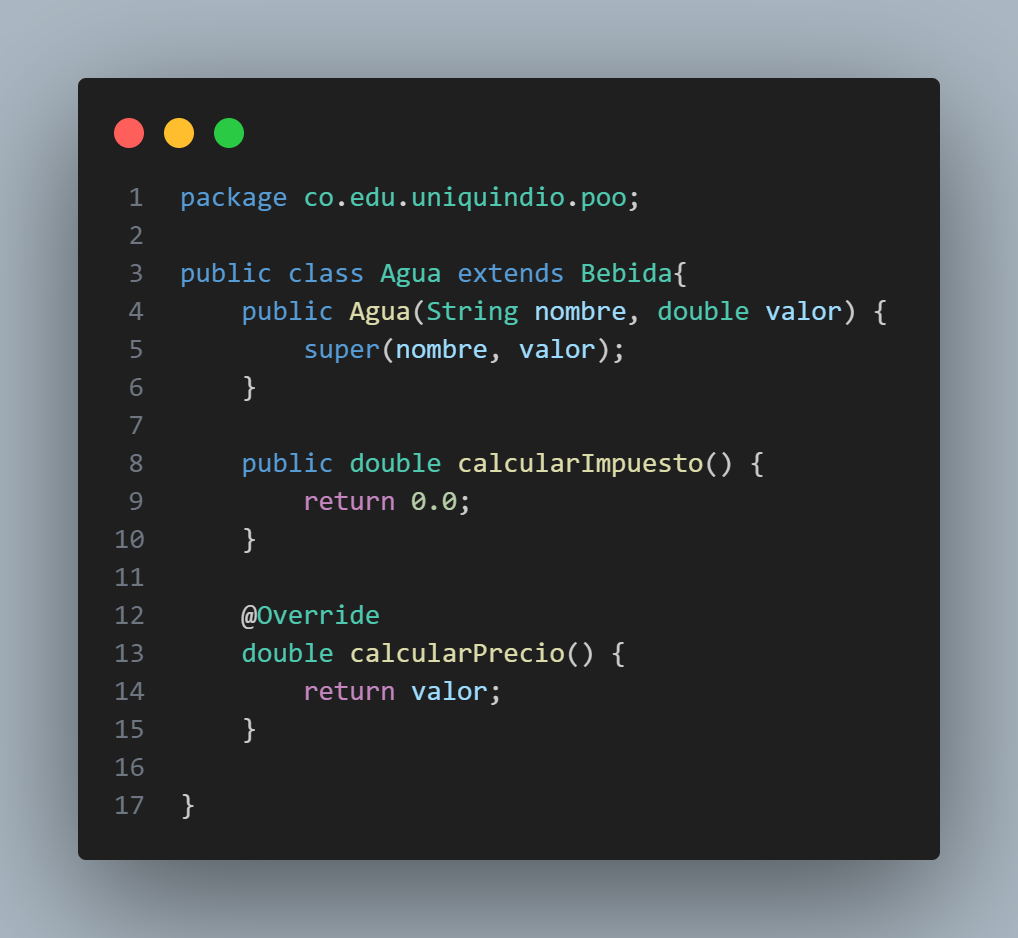 1 package co.edu.uniquindio.poo;
2
3 public class Agua extends Bebida{
4     public Agua(String nombre, double valor) {
5         super(nombre, valor);
6     }
7
8     public double calcularImpuesto() {
9         return 0.0;
10     }
11
12     @Override
13     double calcularPrecio() {
14         return valor;
15     }
16
17 }